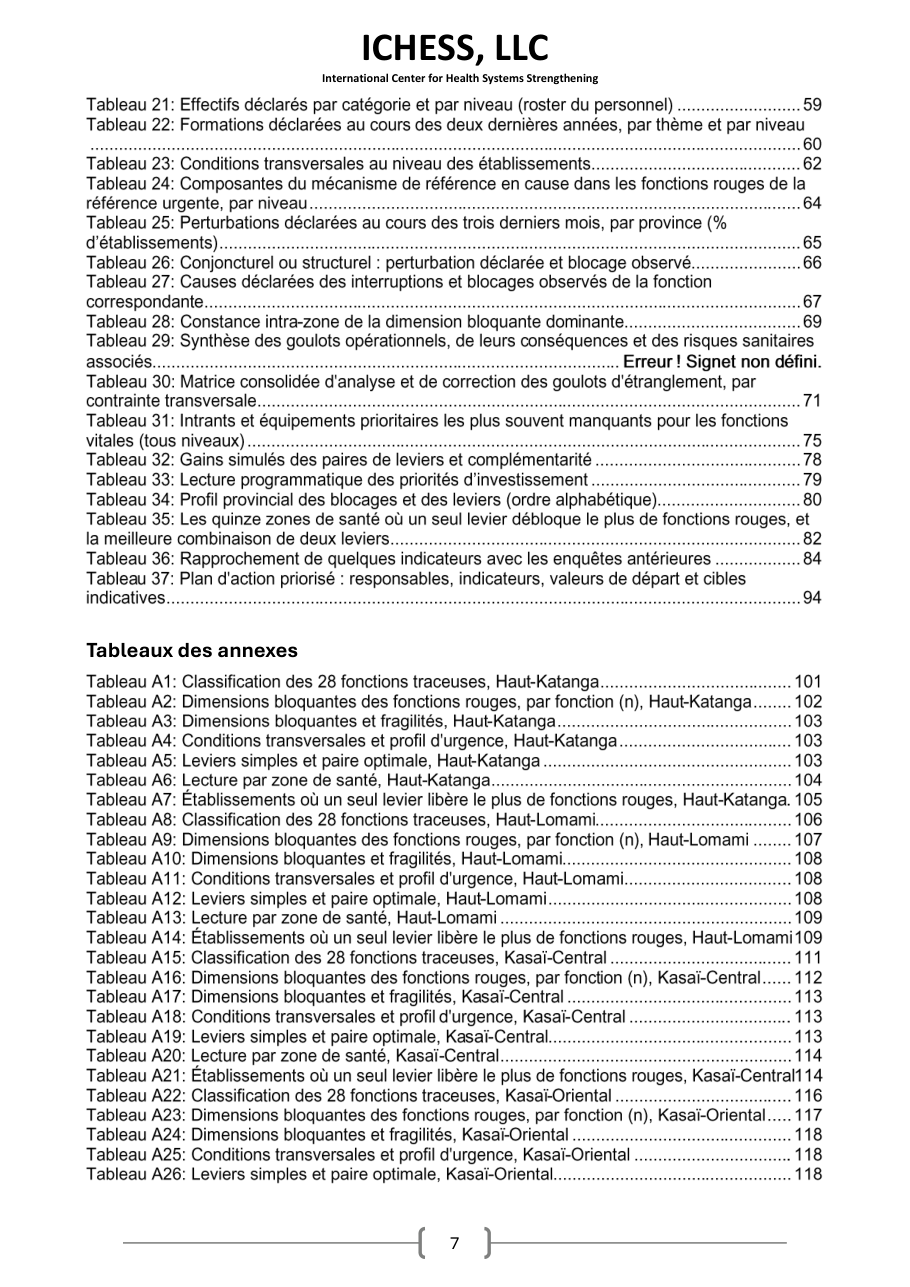 ICHESS, LLC
International Center for Health Systems Strengthening
Tableau 21: Effectifs déclarés par catégorie et par niveau (roster du personnel) .......................... 59
Tableau 22: Formations déclarées au cours des deux dernières années, par thème et par niveau
...................................................................................................................................................... 60
Tableau 23: Conditions transversales au niveau des établissements............................................ 62
Tableau 24: Composantes du mécanisme de référence en cause dans les fonctions rouges de la
référence urgente, par niveau........................................................................................................ 64
Tableau 25: Perturbations déclarées au cours des trois derniers mois, par province (%
d'établissements)........................................................................................................................... 65
Tableau 26: Conjoncturel ou structurel : perturbation déclarée et blocage observé....................... 66
Tableau 27: Causes déclarées des interruptions et blocages observés de la fonction
correspondante.............................................................................................................................. 67
Tableau 28: Constance intra-zone de la dimension bloquante dominante..................................... 69
Tableau 29: Synthèse des goulots opérationnels, de leurs conséquences et des risques sanitaires
associés................................................................................................... Erreur ! Signet non défini.
Tableau 30: Matrice consolidée d'analyse et de correction des goulots d'étranglement, par
contrainte transversale................................................................................................................... 71
Tableau 31: Intrants et équipements prioritaires les plus souvent manquants pour les fonctions
vitales (tous niveaux)..................................................................................................................... 75
Tableau 32: Gains simulés des paires de leviers et complémentarité ........................................... 78
Tableau 33: Lecture programmatique des priorités d'investissement ............................................ 79
Tableau 34: Profil provincial des blocages et des leviers (ordre alphabétique).............................. 80
Tableau 35: Les quinze zones de santé où un seul levier débloque le plus de fonctions rouges, et
la meilleure combinaison de deux leviers....................................................................................... 82
Tableau 36: Rapprochement de quelques indicateurs avec les enquêtes antérieures .................. 84
Tableau 37: Plan d'action priorisé : responsables, indicateurs, valeurs de départ et cibles
indicatives...................................................................................................................................... 94
Tableaux des annexes
Tableau A1: Classification des 28 fonctions traceuses, Haut-Katanga........................................ 101
Tableau A2: Dimensions bloquantes des fonctions rouges, par fonction (n), Haut-Katanga........ 102
Tableau A3: Dimensions bloquantes et fragilités, Haut-Katanga................................................. 103
Tableau A4: Conditions transversales et profil d'urgence, Haut-Katanga.................................... 103
Tableau A5: Leviers simples et paire optimale, Haut-Katanga .................................................... 103
Tableau A6: Lecture par zone de santé, Haut-Katanga............................................................... 104
Tableau A7: Établissements où un seul levier libère le plus de fonctions rouges, Haut-Katanga. 105
Tableau A8: Classification des 28 fonctions traceuses, Haut-Lomami......................................... 106
Tableau A9: Dimensions bloquantes des fonctions rouges, par fonction (n), Haut-Lomami ........ 107
Tableau A10: Dimensions bloquantes et fragilités, Haut-Lomami................................................ 108
Tableau A11: Conditions transversales et profil d'urgence, Haut-Lomami................................... 108
Tableau A12: Leviers simples et paire optimale, Haut-Lomami................................................... 108
Tableau A13: Lecture par zone de santé, Haut-Lomami ............................................................. 109
Tableau A14: Établissements où un seul levier libère le plus de fonctions rouges, Haut-Lomami109
Tableau A15: Classification des 28 fonctions traceuses, Kasaï-Central ...................................... 111
Tableau A16: Dimensions bloquantes des fonctions rouges, par fonction (n), Kasaï-Central...... 112
Tableau A17: Dimensions bloquantes et fragilités, Kasaï-Central ............................................... 113
Tableau A18: Conditions transversales et profil d'urgence, Kasaï-Central .................................. 113
Tableau A19: Leviers simples et paire optimale, Kasaï-Central................................................... 113
Tableau A20: Lecture par zone de santé, Kasaï-Central............................................................. 114
Tableau A21: Établissements où un seul levier libère le plus de fonctions rouges, Kasaï-Central114
Tableau A22: Classification des 28 fonctions traceuses, Kasaï-Oriental ..................................... 116
Tableau A23: Dimensions bloquantes des fonctions rouges, par fonction (n), Kasaï-Oriental..... 117
Tableau A24: Dimensions bloquantes et fragilités, Kasaï-Oriental .............................................. 118
Tableau A25: Conditions transversales et profil d'urgence, Kasaï-Oriental ................................. 118
Tableau A26: Leviers simples et paire optimale, Kasaï-Oriental.................................................. 118
7